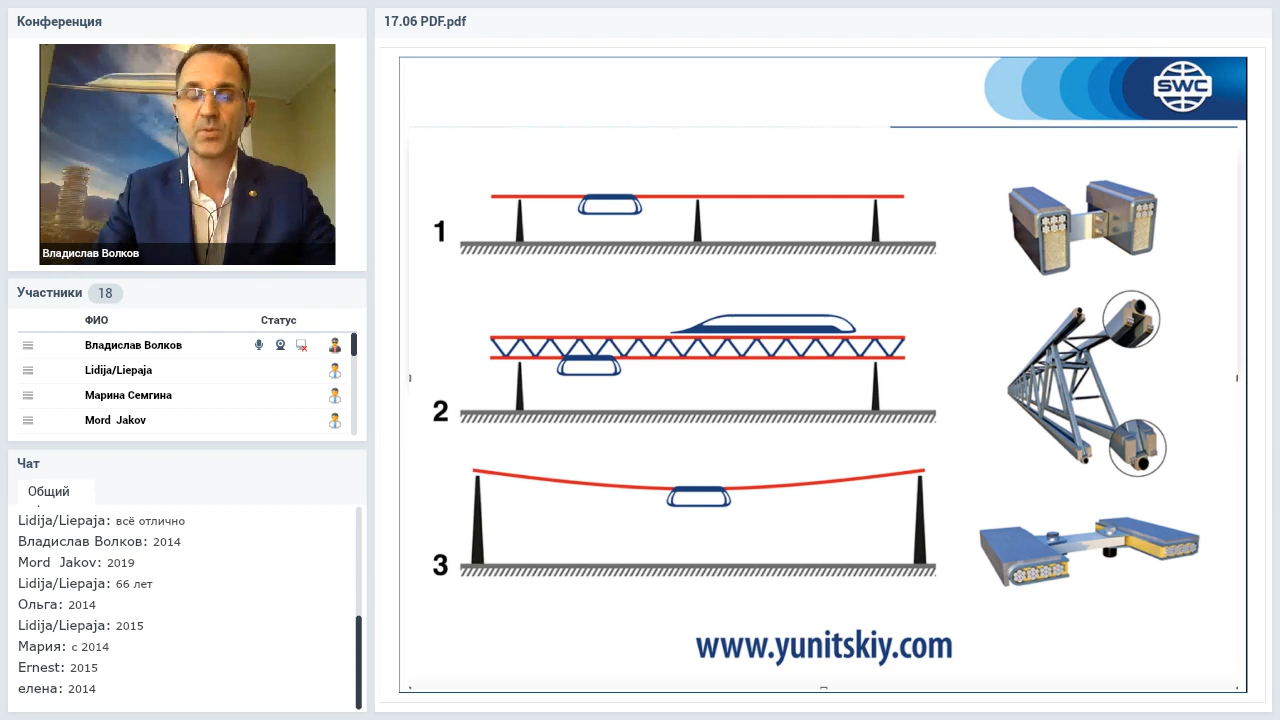 Конференция
Владислав Волков
Участники 18
ФИО Статус
Владислав Волков
Lidija/Liepaja
Марина Семгина
Mord Jakov
Чат
Общий
Lidija/Liepaja: всё отлично
Владислав Волков: 2014
Mord Jakov: 2019
Lidija/Liepaja: 66 лет
Ольга: 2014
Lidija/Liepaja: 2015
Мария: с 2014
Ernest: 2015
елена: 2014
17.06 PDF.pdf
SWC
1
2
3
www.yunitskiy.com